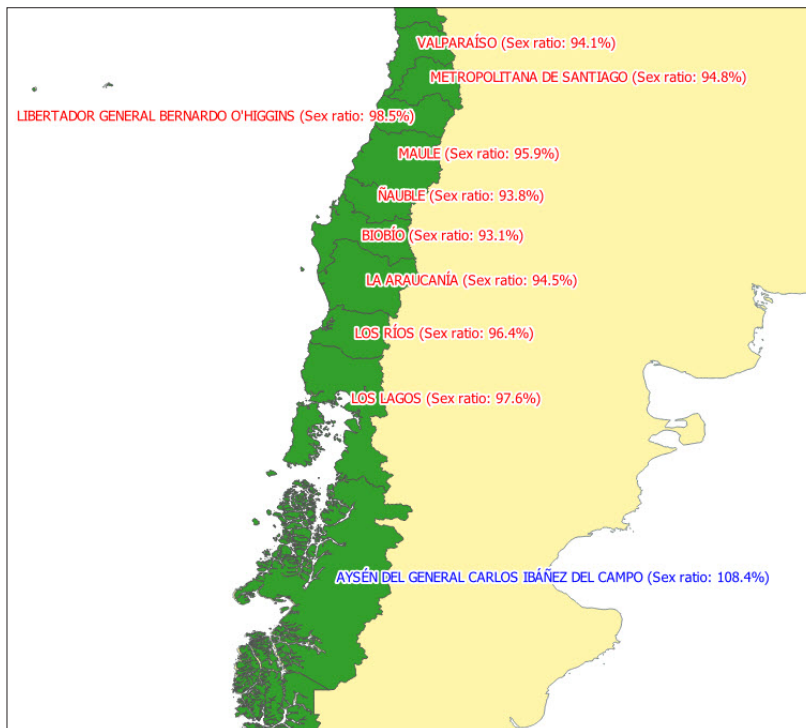 VALPARAÍSO (Sex ratio: 94.1%)
METROPOLITANA DE SANTIAGO (Sex ratio: 94.8%)
LIBERTADOR GENERAL BERNARDO O'HIGGINS (Sex ratio: 98.5%)
MAULE (Sex ratio: 95.9%)
ÑAUBLE (Sex ratio: 93.8%)
BIOBÍO (Sex ratio: 93.1%)
LA ARAUCANÍA (Sex ratio: 94.5%)
LOS RÍOS (Sex ratio: 96.4%)
LOS LAGOS (Sex ratio: 97.6%)
AYSÉN DEL GENERAL CARLOS IBÁÑEZ DEL CAMPO (Sex ratio: 108.4%)